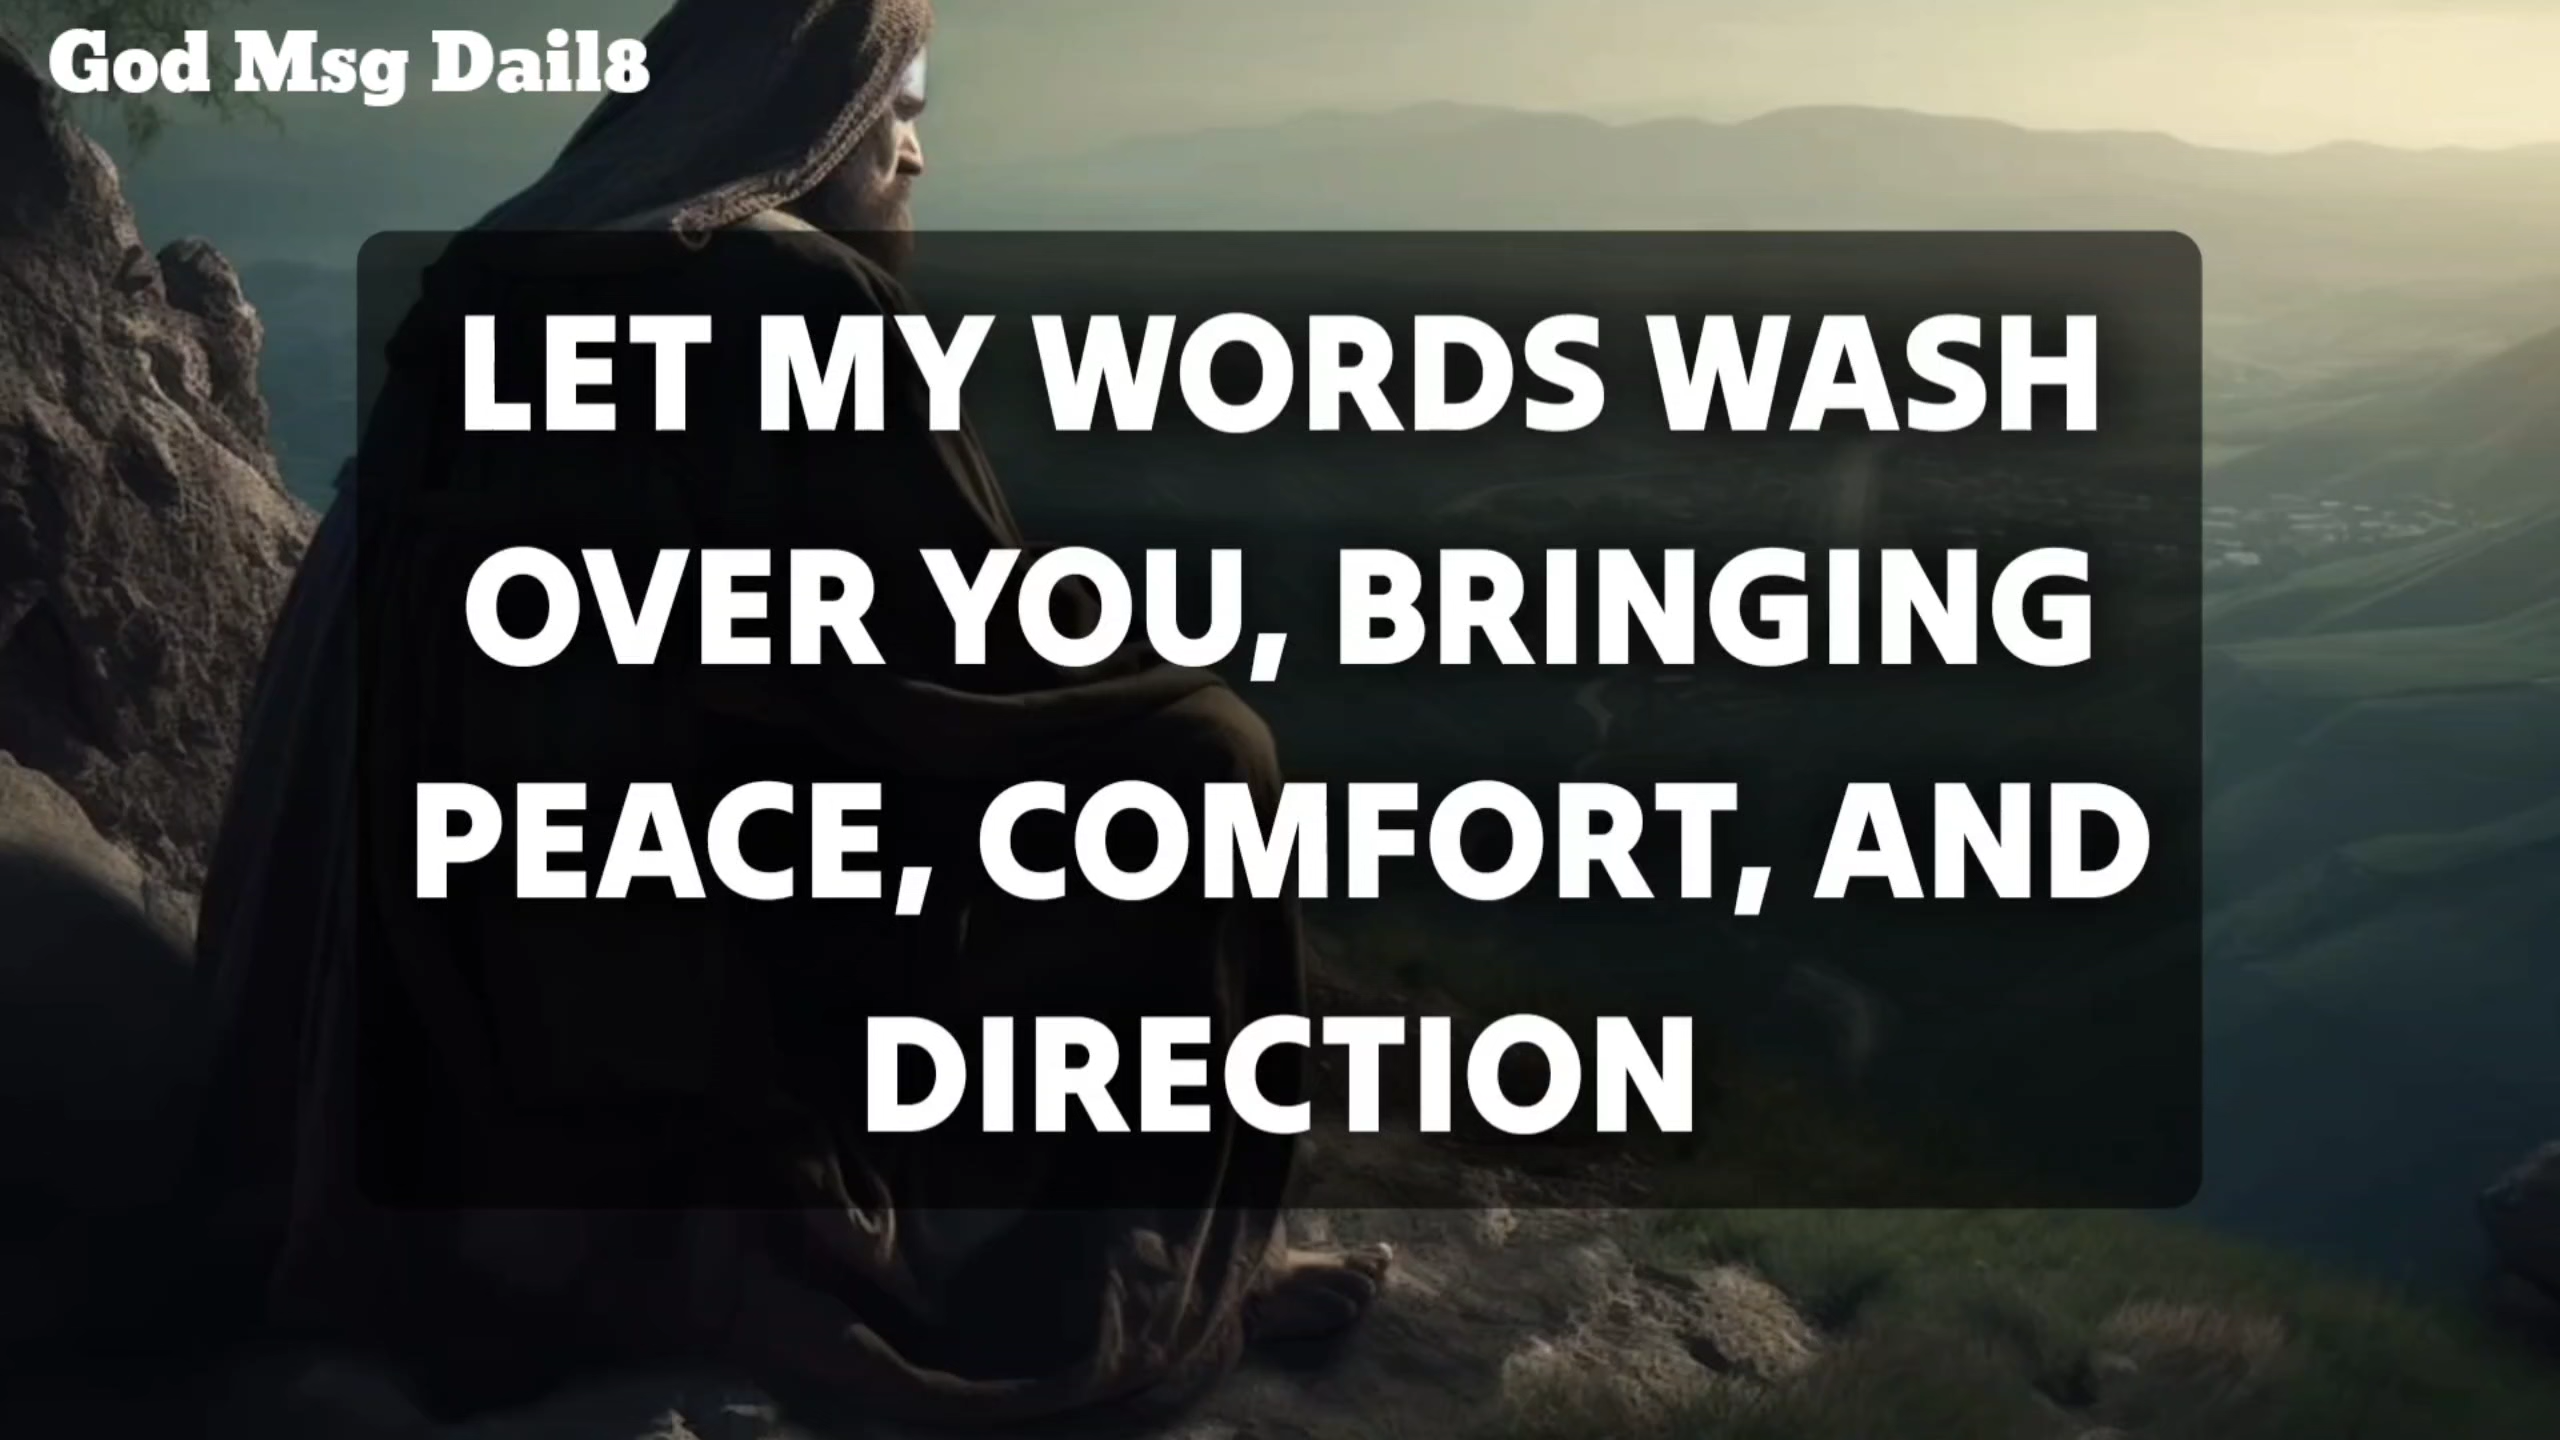 God Msg Dail8
LET MY WORDS WASH
OVER YOU, BRINGING
PEACE, COMFORT, AND
DIRECTION